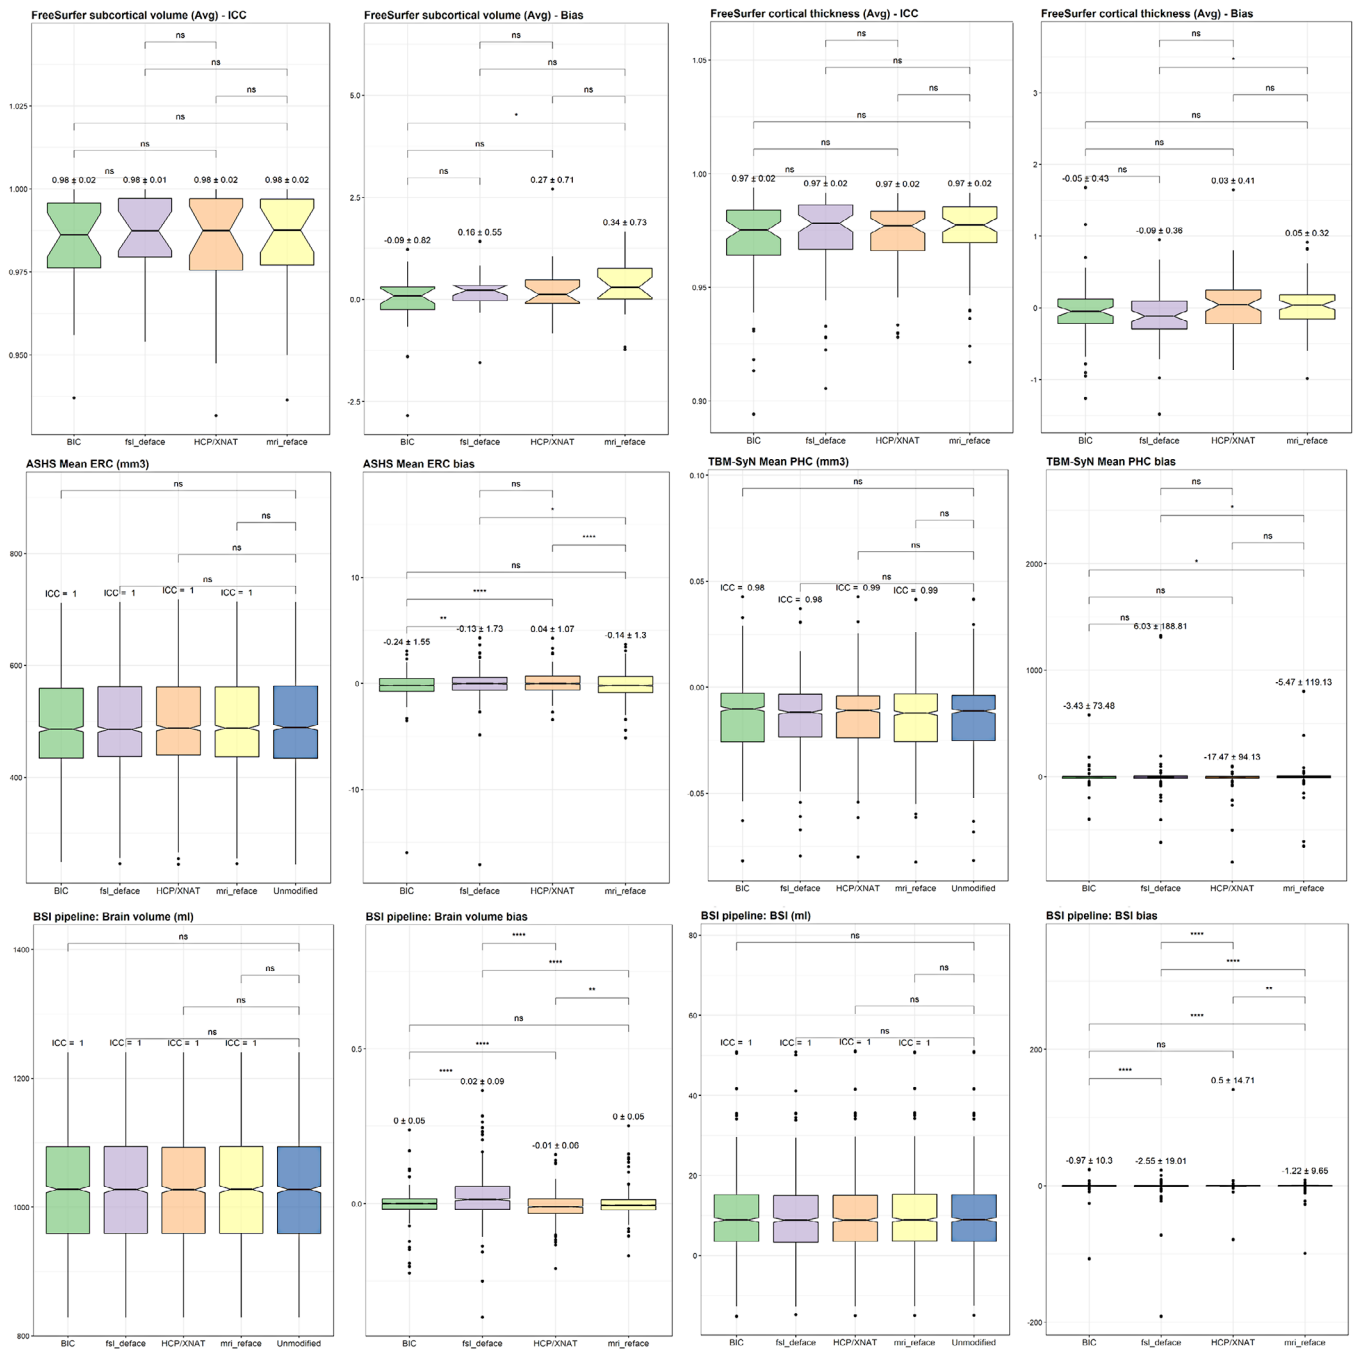 FreeSurfer subcortical volume (Avg) - ICC
ns
ns
ns
1.025
ns
ns
ns
0.98 ± 0.02 0.98 ± 0.01 0.98 ± 0.02 0.98 ± 0.02
1.000
0.975
0.950
BIC fsl_deface HCP/XNAT mri_reface
FreeSurfer subcortical volume (Avg) - Bias
ns
ns
5.0
ns
*
ns
ns
0.27 ± 0.71
2.5
0.34 ± 0.73
0.16 ± 0.55
-0.09 ± 0.82
0.0
-2.5
BIC fsl_deface HCP/XNAT mri_reface
FreeSurfer cortical thickness (Avg) - ICC
ns
1.05
ns
ns
ns
ns
ns
0.97 ± 0.02 0.97 ± 0.02 0.97 ± 0.02 0.97 ± 0.02
1.00
0.95
0.90
BIC fsl_deface HCP/XNAT mri_reface
FreeSurfer cortical thickness (Avg) - Bias
ns
*
3
ns
ns
ns
2
ns
-0.05 ± 0.43
0.03 ± 0.41
-0.09 ± 0.36
0.05 ± 0.32
1
0
-1
BIC fsl_deface HCP/XNAT mri_reface
ASHS Mean ERC (mm3)
ns
ns
800
ns
ns
ICC = 1 ICC = 1 ICC = 1 ICC = 1
600
400
BIC fsl_deface HCP/XNAT mri_reface Unmodified
ASHS Mean ERC bias
ns
*
****
10
ns
****
**
-0.24 ± 1.55 -0.13 ± 1.73 0.04 ± 1.07 -0.14 ± 1.3
0
-10
BIC fsl_deface HCP/XNAT mri_reface
TBM-SyN Mean PHC (mm3)
0.10
ns
ns
ns
0.05
ns
ICC = 0.98 ICC = 0.98 ICC = 0.99 ICC = 0.99
0.00
-0.05
BIC fsl_deface HCP/XNAT mri_reface Unmodified
TBM-SyN Mean PHC bias
ns
*
ns
2000
*
ns
ns
6.03 ± 188.81
1000
-5.47 ± 119.13
-3.43 ± 73.48
-17.47 ± 94.13
0
BIC fsl_deface HCP/XNAT mri_reface
BSI pipeline: Brain volume (ml)
1400
ns
ns
ns
ns
ICC = 1 ICC = 1 ICC = 1 ICC = 1
1200
1000
800
BIC fsl_deface HCP/XNAT mri_reface Unmodified
BSI pipeline: Brain volume bias
****
****
**
ns
0.5
****
****
0.02 ± 0.09
0 ± 0.05
0 ± 0.05
-0.01 ± 0.06
0.0
BIC fsl_deface HCP/XNAT mri_reface
BSI pipeline: BSI (ml)
80
ns
ns
60
ns
ns
ICC = 1 ICC = 1 ICC = 1 ICC = 1
40
20
0
BIC fsl_deface HCP/XNAT mri_reface Unmodified
BSI pipeline: BSI bias
****
****
**
****
200
ns
****
0.5 ± 14.71
-0.97 ± 10.3 -2.55 ± 19.01
-1.22 ± 9.65
0
-200
BIC fsl_deface HCP/XNAT mri_reface